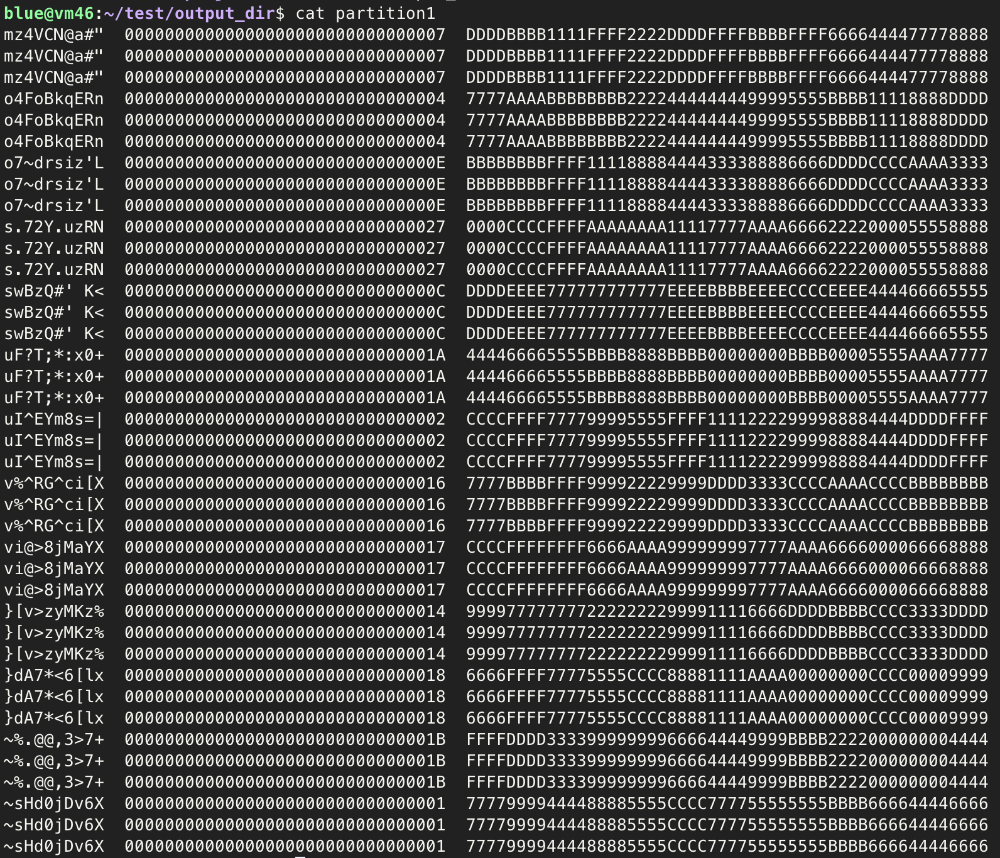 blue@vm46:~/test/output_dir$ cat partition1
mz4VCN@a#"  00000000000000000000000000000007  DDDDBBBB1111FFFF2222DDDDFFFFBBBBFFFF6666444477778888
mz4VCN@a#"  00000000000000000000000000000007  DDDDBBBB1111FFFF2222DDDDFFFFBBBBFFFF6666444477778888
mz4VCN@a#"  00000000000000000000000000000007  DDDDBBBB1111FFFF2222DDDDFFFFBBBBFFFF6666444477778888
o4FoBkqERn  00000000000000000000000000000004  7777AAAABBBBBBBB22224444444499995555BBBB11118888DDDD
o4FoBkqERn  00000000000000000000000000000004  7777AAAABBBBBBBB22224444444499995555BBBB11118888DDDD
o4FoBkqERn  00000000000000000000000000000004  7777AAAABBBBBBBB22224444444499995555BBBB11118888DDDD
o7~drsiz'L  0000000000000000000000000000000E  BBBBBBBBFFFF111188884444333388886666DDDDCCCCAAAA3333
o7~drsiz'L  0000000000000000000000000000000E  BBBBBBBBFFFF111188884444333388886666DDDDCCCCAAAA3333
o7~drsiz'L  0000000000000000000000000000000E  BBBBBBBBFFFF111188884444333388886666DDDDCCCCAAAA3333
s.72Y.uzRN  00000000000000000000000000000027  0000CCCCFFFFAAAAAAAA11117777AAAA66662222000055558888
s.72Y.uzRN  00000000000000000000000000000027  0000CCCCFFFFAAAAAAAA11117777AAAA66662222000055558888
s.72Y.uzRN  00000000000000000000000000000027  0000CCCCFFFFAAAAAAAA11117777AAAA66662222000055558888
swBzQ#' K<  0000000000000000000000000000000C  DDDDEEEE777777777777EEEEBBBBEEEECCCCEEEE444466665555
swBzQ#' K<  0000000000000000000000000000000C  DDDDEEEE777777777777EEEEBBBBEEEECCCCEEEE444466665555
swBzQ#' K<  0000000000000000000000000000000C  DDDDEEEE777777777777EEEEBBBBEEEECCCCEEEE444466665555
uF?T;*:x0+  0000000000000000000000000000001A  444466665555BBBB8888BBBB00000000BBBB00005555AAAA7777
uF?T;*:x0+  0000000000000000000000000000001A  444466665555BBBB8888BBBB00000000BBBB00005555AAAA7777
uF?T;*:x0+  0000000000000000000000000000001A  444466665555BBBB8888BBBB00000000BBBB00005555AAAA7777
uI^EYm8s=|  00000000000000000000000000000002  CCCCFFFF777799995555FFFF11112222999988884444DDDDFFFF
uI^EYm8s=|  00000000000000000000000000000002  CCCCFFFF777799995555FFFF11112222999988884444DDDDFFFF
uI^EYm8s=|  00000000000000000000000000000002  CCCCFFFF777799995555FFFF11112222999988884444DDDDFFFF
v%^RG^ci[X  00000000000000000000000000000016  7777BBBBFFFF999922229999DDDD3333CCCCAAAACCCCBBBBBBBB
v%^RG^ci[X  00000000000000000000000000000016  7777BBBBFFFF999922229999DDDD3333CCCCAAAACCCCBBBBBBBB
v%^RG^ci[X  00000000000000000000000000000016  7777BBBBFFFF999922229999DDDD3333CCCCAAAACCCCBBBBBBBB
vi@>8jMaYX  00000000000000000000000000000017  CCCCFFFFFFFF6666AAAA999999997777AAAA6666000066668888
vi@>8jMaYX  00000000000000000000000000000017  CCCCFFFFFFFF6666AAAA999999997777AAAA6666000066668888
vi@>8jMaYX  00000000000000000000000000000017  CCCCFFFFFFFF6666AAAA999999997777AAAA6666000066668888
}[v>zyMKz%  00000000000000000000000000000014  99997777777722222222999911116666DDDDBBBBCCCC3333DDDD
}[v>zyMKz%  00000000000000000000000000000014  99997777777722222222999911116666DDDDBBBBCCCC3333DDDD
}[v>zyMKz%  00000000000000000000000000000014  99997777777722222222999911116666DDDDBBBBCCCC3333DDDD
}dA7*<6[lx  00000000000000000000000000000018  6666FFFF77775555CCCC88881111AAAA00000000CCCC00009999
}dA7*<6[lx  00000000000000000000000000000018  6666FFFF77775555CCCC88881111AAAA00000000CCCC00009999
}dA7*<6[lx  00000000000000000000000000000018  6666FFFF77775555CCCC88881111AAAA00000000CCCC00009999
~%.@@,3>7+  0000000000000000000000000000001B  FFFFDDDD333399999999666644449999BBBB2222000000004444
~%.@@,3>7+  0000000000000000000000000000001B  FFFFDDDD333399999999666644449999BBBB2222000000004444
~%.@@,3>7+  0000000000000000000000000000001B  FFFFDDDD333399999999666644449999BBBB2222000000004444
~sHd0jDv6X  00000000000000000000000000000001  77779999444488885555CCCC777755555555BBBB666644446666
~sHd0jDv6X  00000000000000000000000000000001  77779999444488885555CCCC777755555555BBBB666644446666
~sHd0jDv6X  00000000000000000000000000000001  77779999444488885555CCCC777755555555BBBB666644446666